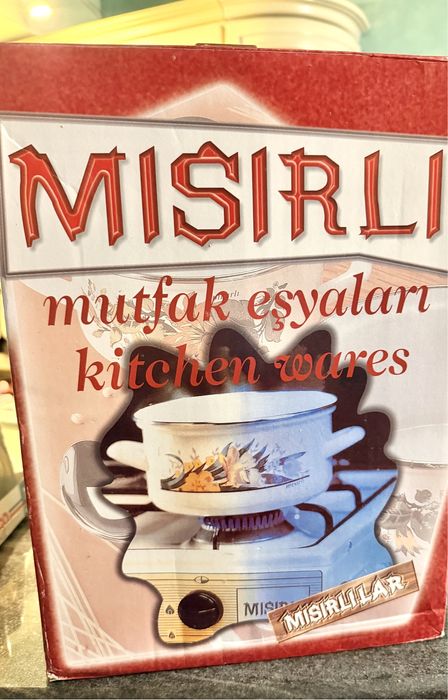 MISIRLI
mutfak eşyaları
kitchen wares
MISIRLILAR